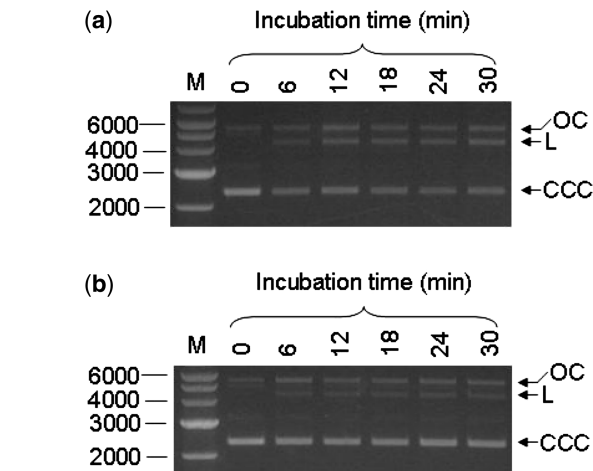 (a)
Incubation time (min)
M 0 6 12 18 24 30
6000
4000
3000
2000
OC
L
CCC
(b)
Incubation time (min)
M 0 6 12 18 24 30
6000
4000
3000
2000
OC
L
CCC